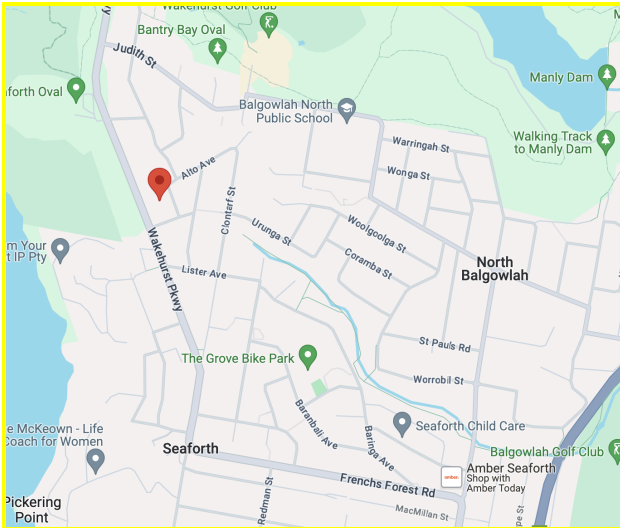 Wakehurst Golf Club
Bantry Bay Oval
Judith St
forth Oval
Manly Dam
Balgowlah North
Public School
Walking Track
to Manly Dam
Warringah St
Wonga St
Alto Ave
Clontarf St
Urunga St
Woolgoolga St
Coramba St
Wakehurst Pkwy
m Your
t IP Pty
Lister Ave
North
Balgowlah
St Pauls Rd
The Grove Bike Park
Worrobil St
Baranbali Ave
Baringa Ave
Seaforth Child Care
e McKeown - Life
Coach for Women
Seaforth
Balgowlah Golf Club
amber
Amber Seaforth
Shop with
Amber Today
Frenchs Forest Rd
Redman St
MacMillan St
pe St
Pickering
Point